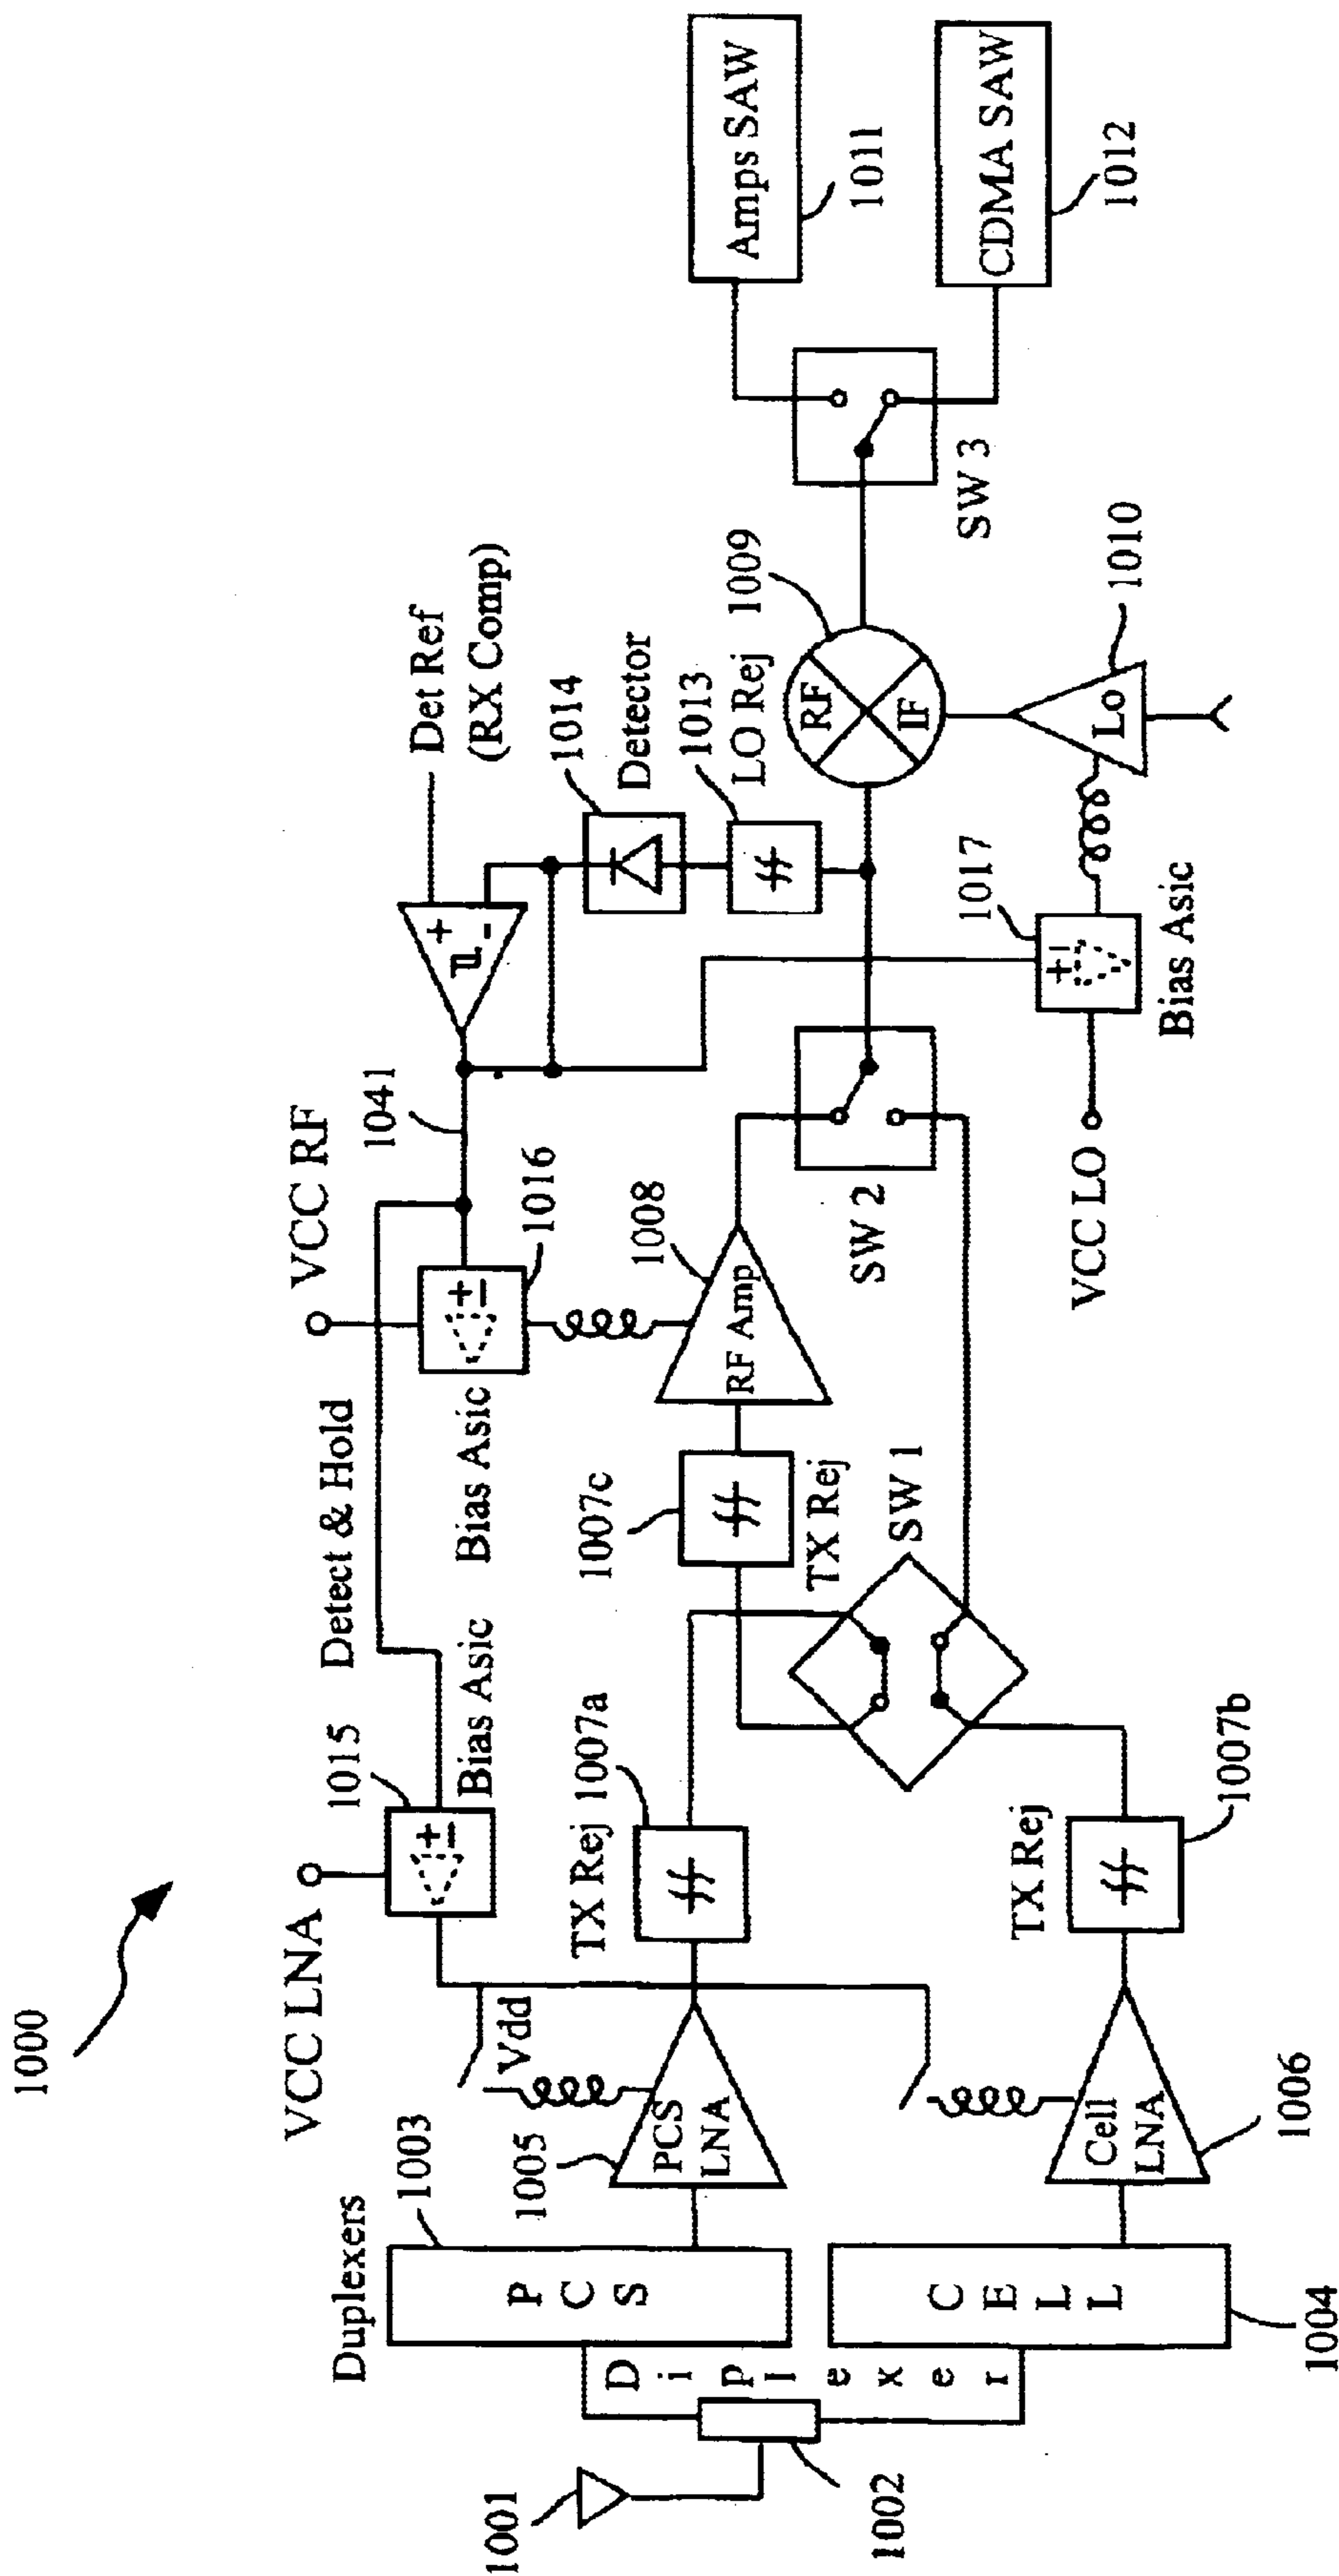 1000
VCC LNA
1015
Detect & Hold
VCC RF
1041
Det Ref
(RX Comp)
Bias Asic
Bias Asic
1016
+
-
+
-
+
-
μ
1014
Detector
1013
LO Rej
Duplexers
1003
1005
Vdd
PCS
LNA
TX Rej
1007a
1007c
TX Rej
RF Amp
1008
SW 1
SW 2
1009
RF
IF
SW 3
Amps SAW
1011
CDMA SAW
1012
1001
1002
Diplexer
PCS
CELL
1004
Cell
LNA
1006
TX Rej
1007b
VCC LO
+
-
1017
Bias Asic
Lo
1010